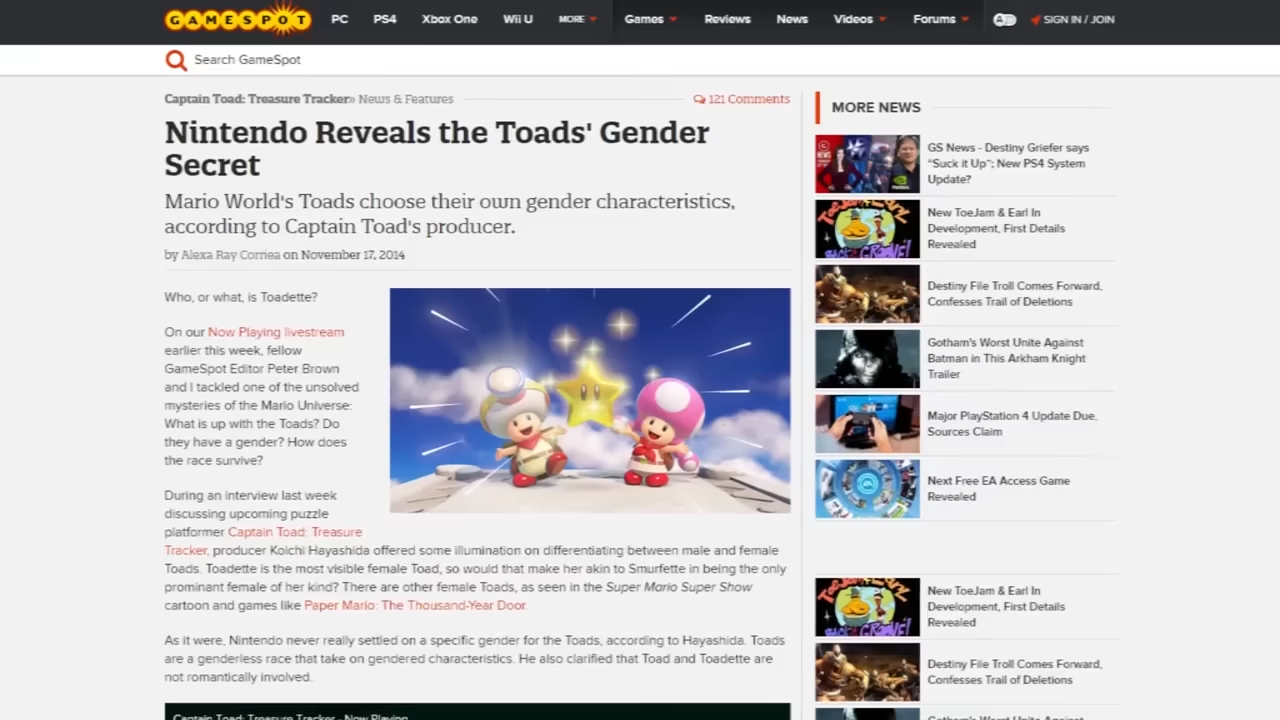 GAMESPOT
PC PS4 Xbox One Wii U MORE Games Reviews News Videos Forums SIGN IN / JOIN
Search GameSpot
Captain Toad: Treasure Tracker» News & Features
121 Comments
Nintendo Reveals the Toads' Gender
Secret
Mario World's Toads choose their own gender characteristics,
according to Captain Toad's producer.
by Alexa Ray Corriea on November 17, 2014
Who, or what, is Toadette?
On our Now Playing livestream
earlier this week, fellow
GameSpot Editor Peter Brown
and I tackled one of the unsolved
mysteries of the Mario Universe:
What is up with the Toads? Do
they have a gender? How does
the race survive?
During an interview last week
discussing upcoming puzzle
platformer Captain Toad: Treasure
Tracker, producer Koichi Hayashida offered some illumination on differentiating between male and female
Toads. Toadette is the most visible female Toad, so would that make her akin to Smurfette in being the only
prominent female of her kind? There are other female Toads, as seen in the Super Mario Super Show
cartoon and games like Paper Mario: The Thousand-Year Door.
As it were, Nintendo never really settled on a specific gender for the Toads, according to Hayashida. Toads
are a genderless race that take on gendered characteristics. He also clarified that Toad and Toadette are
not romantically involved.
Captain Toad: Treasure Tracker - Now Playing
MORE NEWS
GS News - Destiny Griefer says
"Suck it Up"; New PS4 System
Update?
New ToeJam & Earl In
Development, First Details
Revealed
Destiny File Troll Comes Forward,
Confesses Trail of Deletions
Gotham's Worst Unite Against
Batman in This Arkham Knight
Trailer
Major PlayStation 4 Update Due,
Sources Claim
Next Free EA Access Game
Revealed
New ToeJam & Earl In
Development, First Details
Revealed
Destiny File Troll Comes Forward,
Confesses Trail of Deletions
Gotham's Worst Unite Against